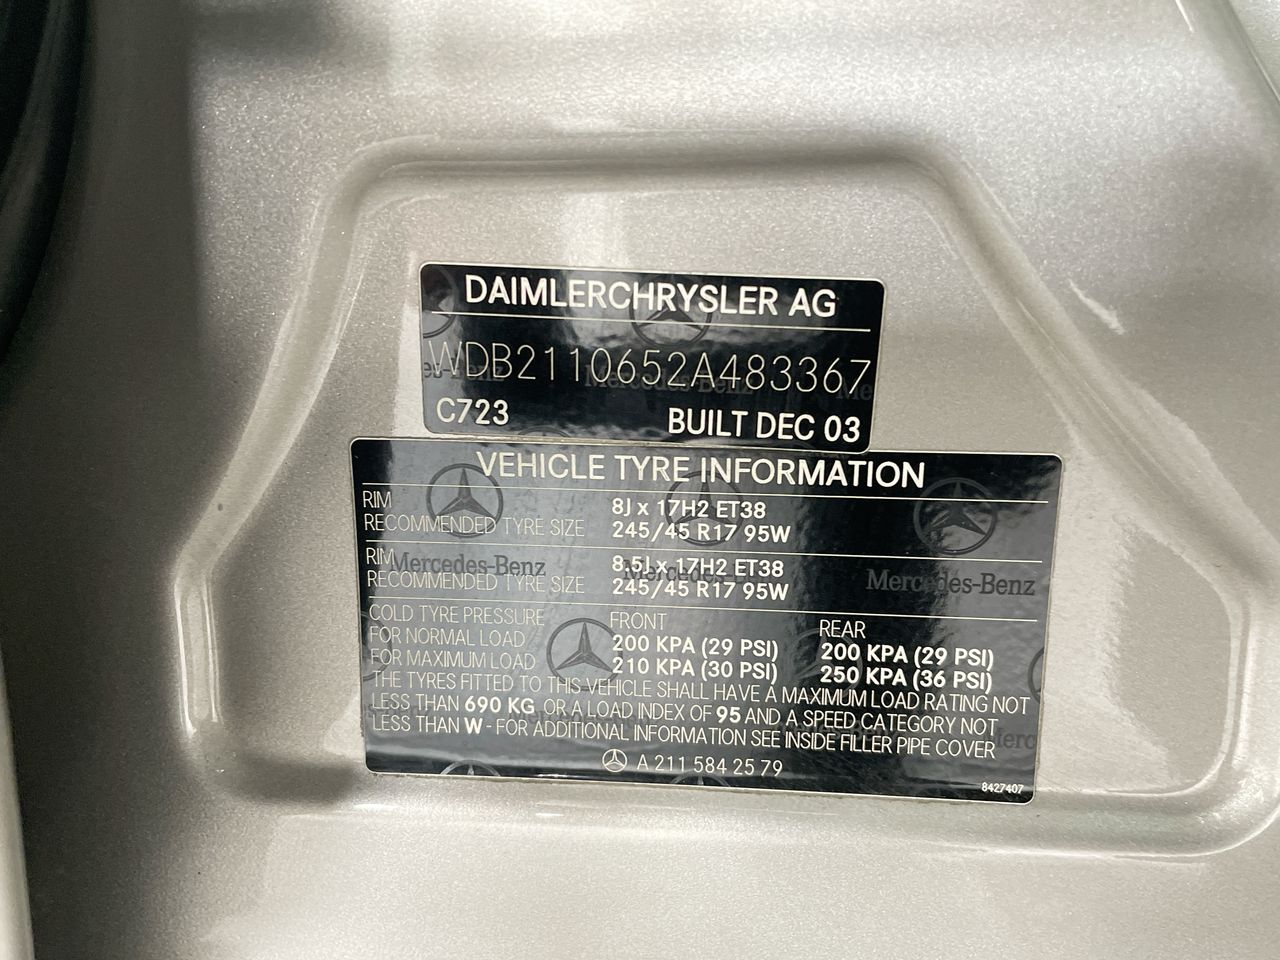 DAIMLERCHRYSLER AG
WDB2110652A483367
C723 BUILT DEC 03
VEHICLE TYRE INFORMATION
RIM 8J x 17H2 ET38
RECOMMENDED TYRE SIZE 245/45 R17 95W
RIM 8.5J x 17H2 ET38
RECOMMENDED TYRE SIZE 245/45 R17 95W
Mercedes-Benz Mercedes-Benz
COLD TYRE PRESSURE FRONT REAR
FOR NORMAL LOAD 200 KPA (29 PSI) 200 KPA (29 PSI)
FOR MAXIMUM LOAD 210 KPA (30 PSI) 250 KPA (36 PSI)
THE TYRES FITTED TO THIS VEHICLE SHALL HAVE A MAXIMUM LOAD RATING NOT
LESS THAN 690 KG OR A LOAD INDEX OF 95 AND A SPEED CATEGORY NOT
LESS THAN W - FOR ADDITIONAL INFORMATION SEE INSIDE FILLER PIPE COVER
A 211 584 25 79
8427407